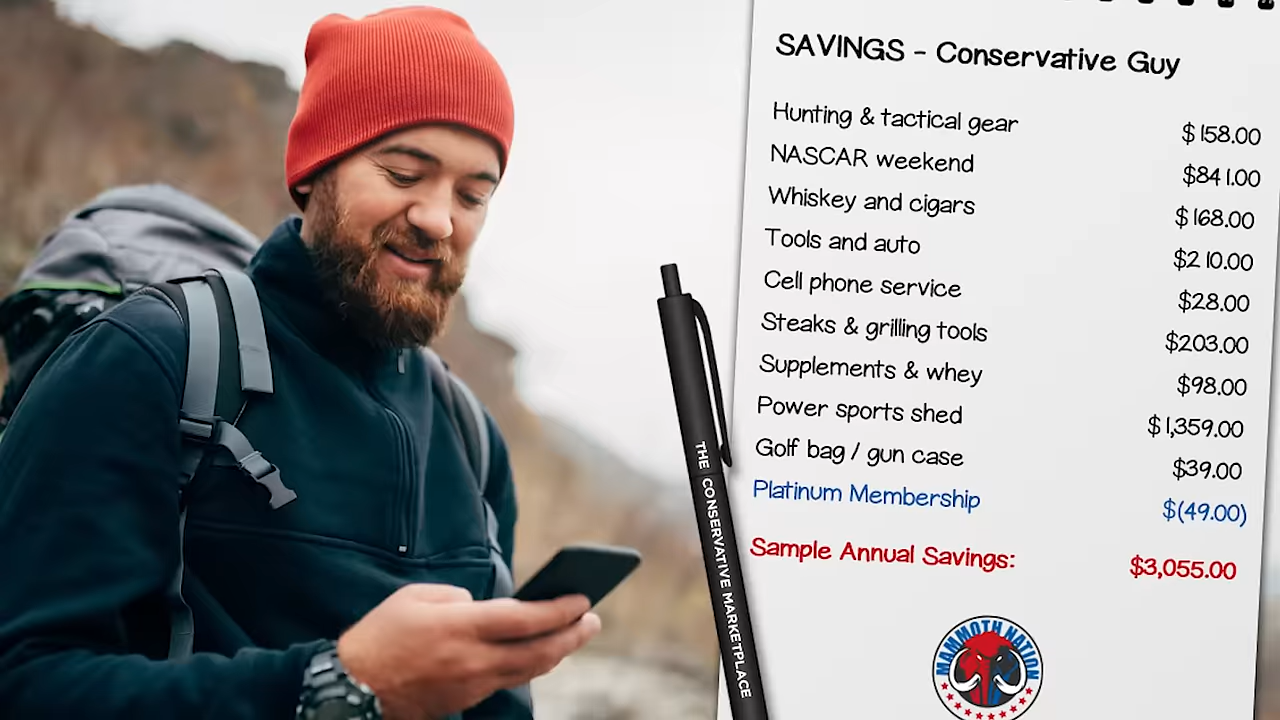 SAVINGS - Conservative Guy
Hunting & tactical gear $158.00
NASCAR weekend $841.00
Whiskey and cigars $168.00
Tools and auto $210.00
Cell phone service $28.00
Steaks & grilling tools $203.00
Supplements & whey $98.00
Power sports shed $1,359.00
Golf bag / gun case $39.00
Platinum Membership $(49.00)
Sample Annual Savings: $3,055.00
THE CONSERVATIVE MARKETPLACE
MAMMOTH NATION